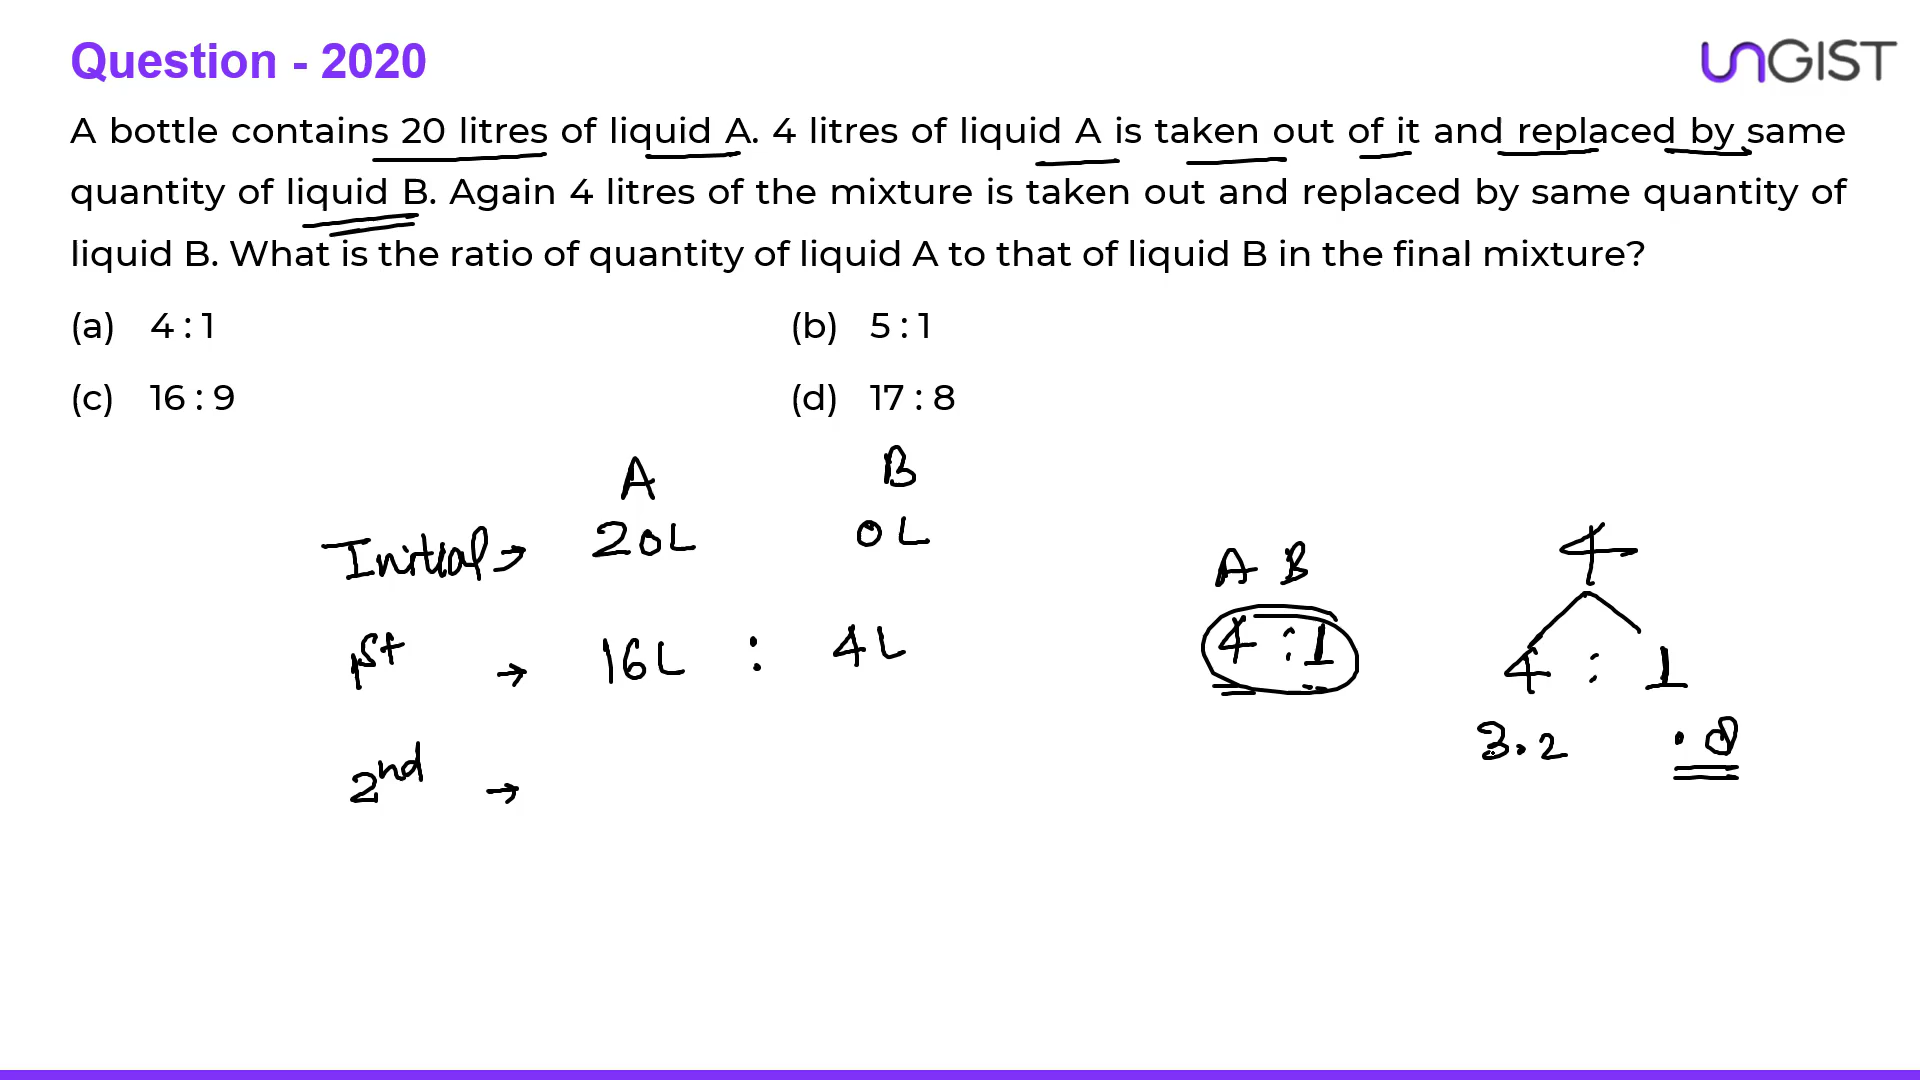 Question - 2020
UNGIST
A bottle contains 20 litres of liquid A. 4 litres of liquid A is taken out of it and replaced by same
quantity of liquid B. Again 4 litres of the mixture is taken out and replaced by same quantity of
liquid B. What is the ratio of quantity of liquid A to that of liquid B in the final mixture?
(a) 4 : 1
(b) 5 : 1
(c) 16 : 9
(d) 17 : 8
A B
Initial → 20L 0L
1st → 16L : 4L
2nd →
A B
4 : 1
4
4 : 1
3.2 .8